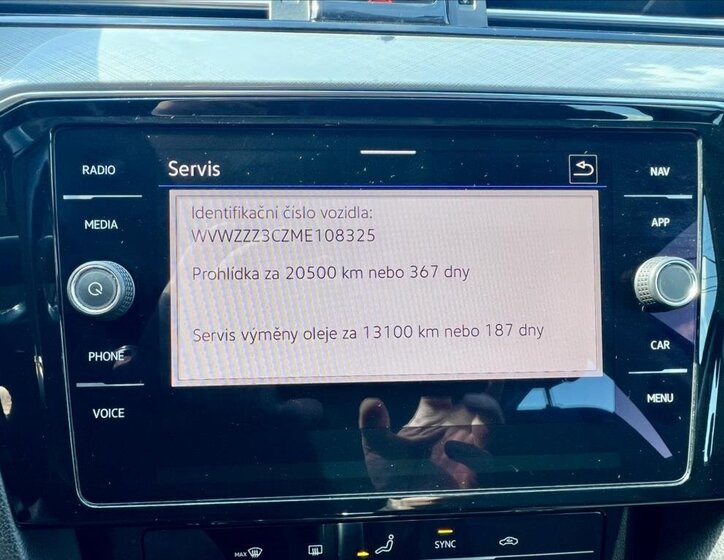 RADIO
Servis
NAV
MEDIA
Identifikační číslo vozidla:
WVWZZZ3CZME108325
APP
Prohlídka za 20500 km nebo 367 dny
Servis výměny oleje za 13100 km nebo 187 dny
PHONE
CAR
VOICE
MENU
MAX
SYNC